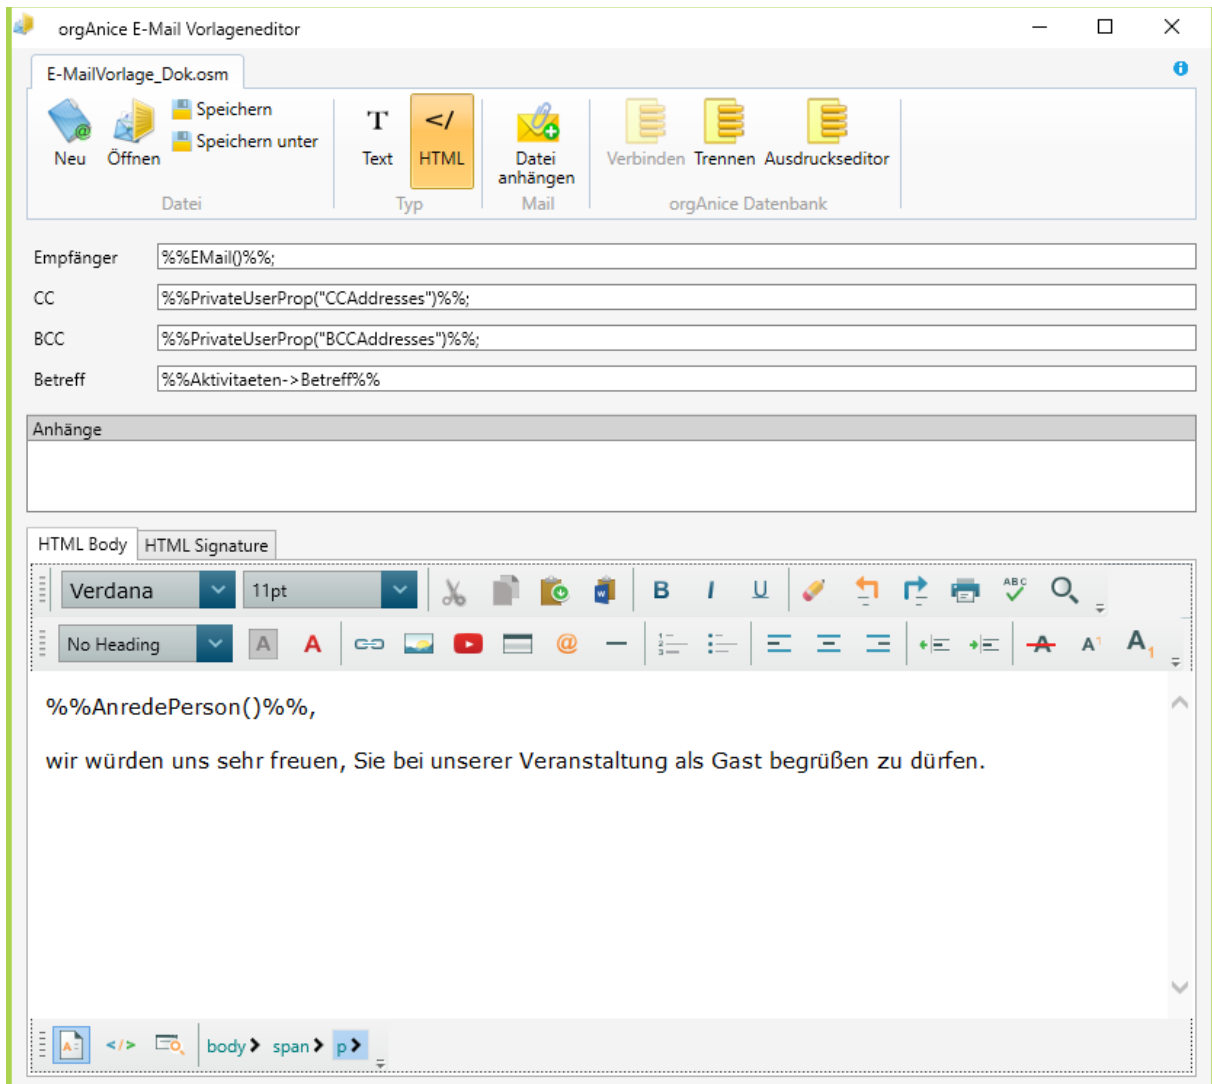 orgAnice E-Mail Vorlageneditor
E-MailVorlage_Dok.osm
Neu
Öffnen
Speichern
Speichern unter
Datei
T
Text
</
HTML
Typ
Datei
anhängen
Mail
Verbinden
Trennen
Ausdruckseditor
orgAnice Datenbank
Empfänger %%EMail()%%;
CC %%PrivateUserProp("CCAddresses")%%;
BCC %%PrivateUserProp("BCCAddresses")%%;
Betreff %%Aktivitaeten->Betreff%%
Anhänge
HTML Body HTML Signature
Verdana 11pt B I U ABC
No Heading A A @ A A1 A1
%%AnredePerson()%%,
wir würden uns sehr freuen, Sie bei unserer Veranstaltung als Gast begrüßen zu dürfen.
A </> body span p